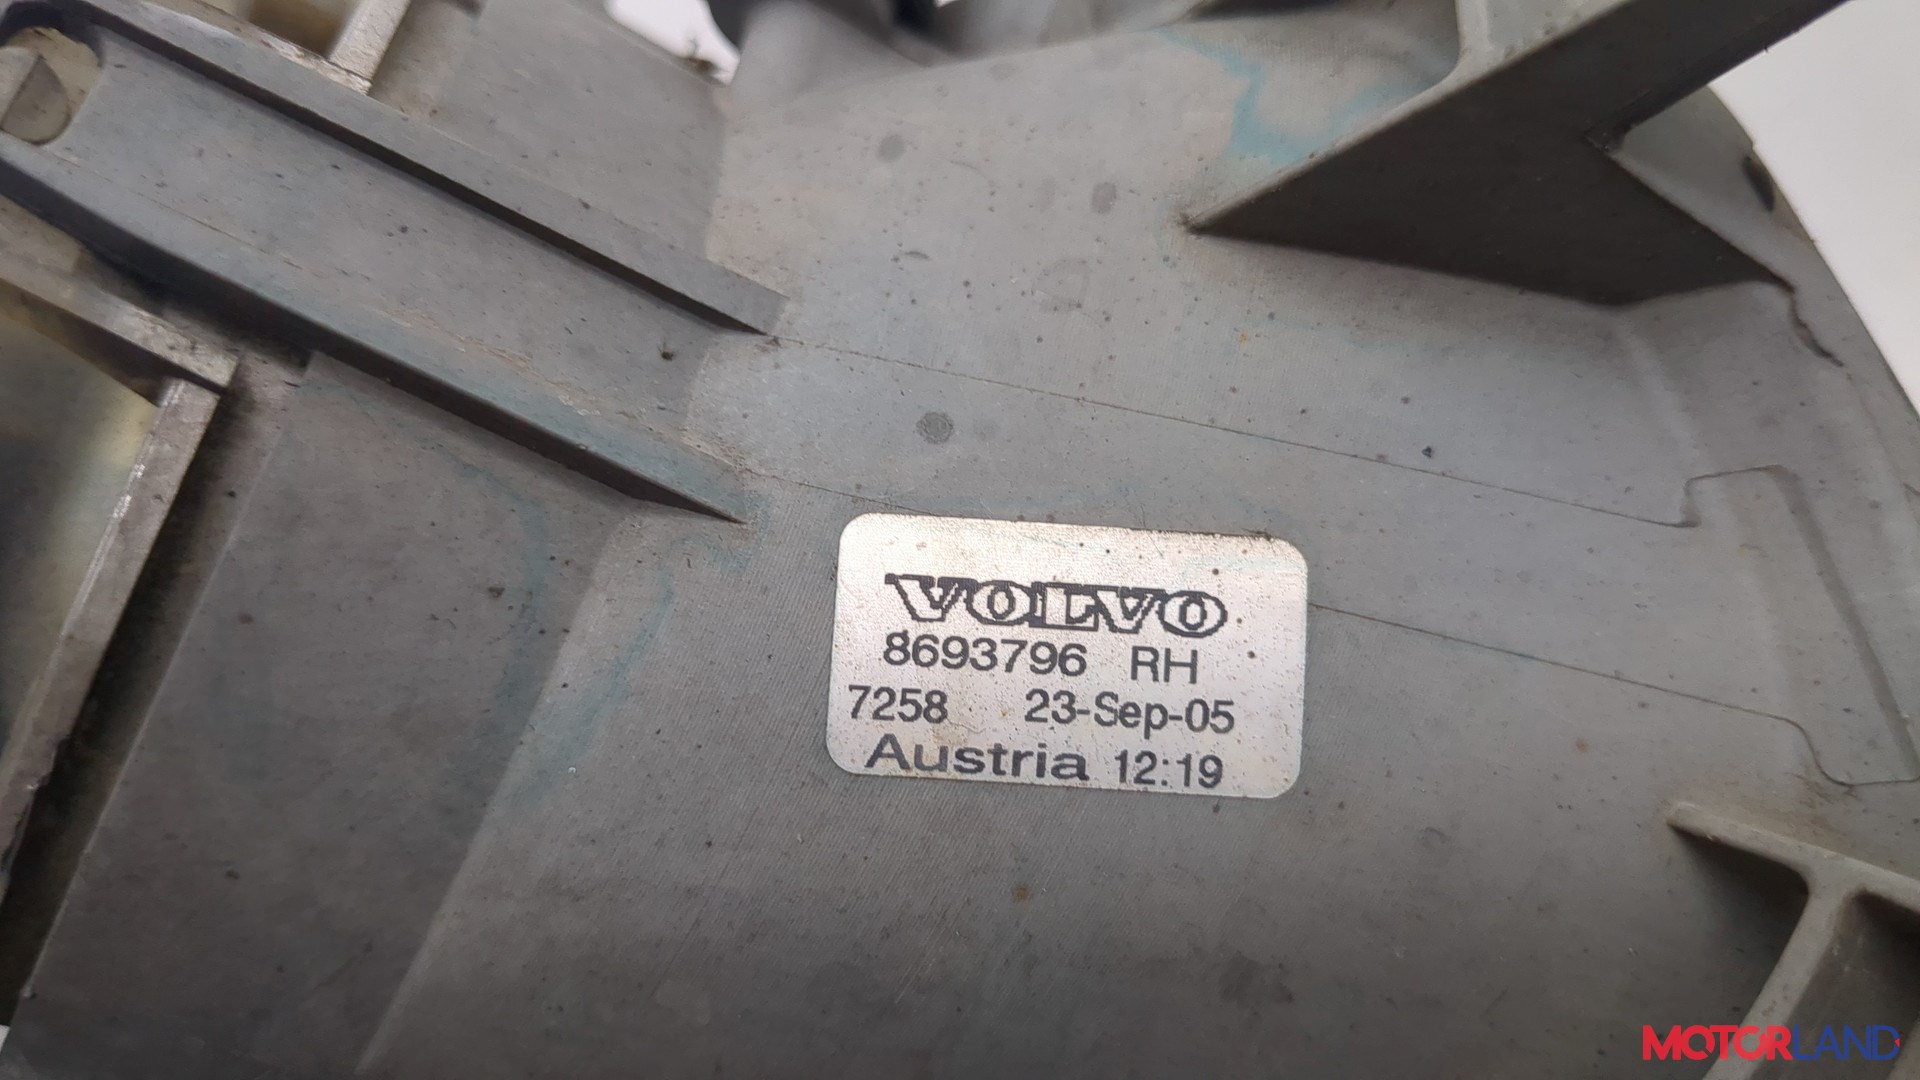 VOLVO
8693796 RH
7258 23-Sep-05
Austria 12:19
MOTORLAND